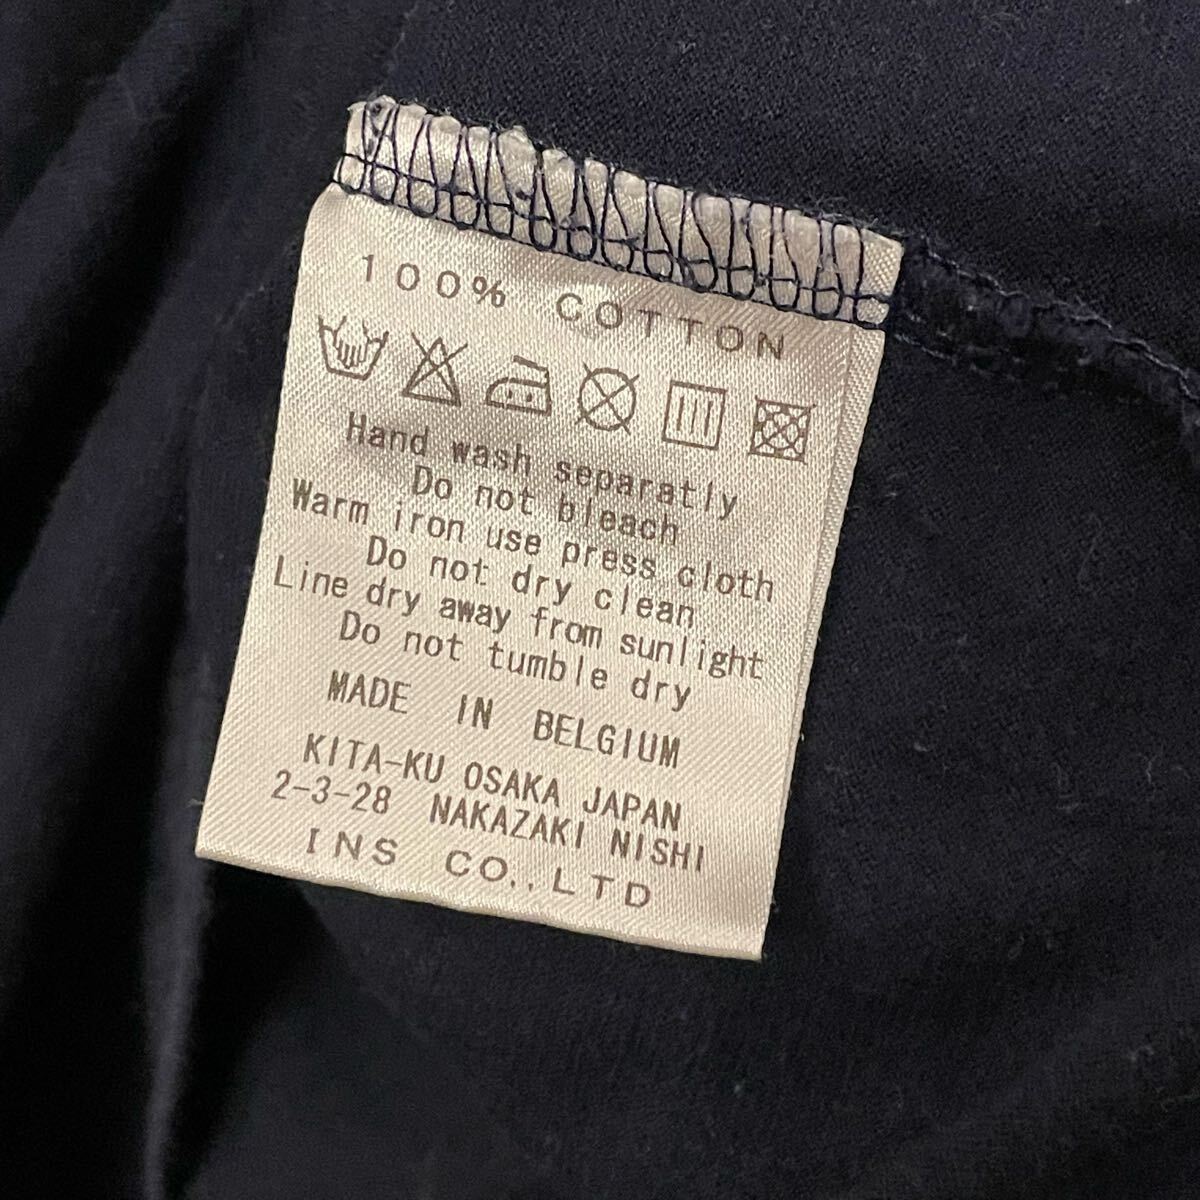 100% COTTON
Hand wash separatly
Do not bleach
Warm iron use press cloth
Do not dry clean
Line dry away from sunlight
Do not tumble dry
MADE IN BELGIUM
KITA-KU OSAKA JAPAN
2-3-28 NAKAZAKI NISHI
INS CO.,LTD